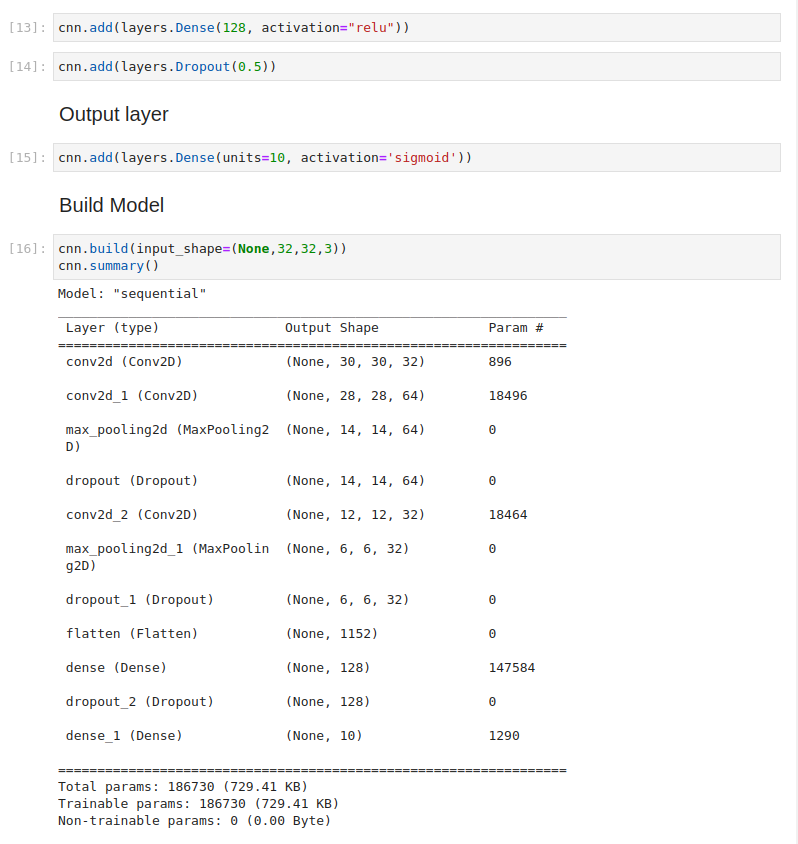 [13]: cnn.add(layers.Dense(128, activation="relu"))
[14]: cnn.add(layers.Dropout(0.5))
Output layer
[15]: cnn.add(layers.Dense(units=10, activation='sigmoid'))
Build Model
[16]: cnn.build(input_shape=(None,32,32,3))
cnn.summary()
Model: "sequential"
_________________________________________________________________
Layer (type) Output Shape Param #
=================================================================
conv2d (Conv2D) (None, 30, 30, 32) 896
conv2d_1 (Conv2D) (None, 28, 28, 64) 18496
max_pooling2d (MaxPooling2 (None, 14, 14, 64) 0
D)
dropout (Dropout) (None, 14, 14, 64) 0
conv2d_2 (Conv2D) (None, 12, 12, 32) 18464
max_pooling2d_1 (MaxPoolin (None, 6, 6, 32) 0
g2D)
dropout_1 (Dropout) (None, 6, 6, 32) 0
flatten (Flatten) (None, 1152) 0
dense (Dense) (None, 128) 147584
dropout_2 (Dropout) (None, 128) 0
dense_1 (Dense) (None, 10) 1290
=================================================================
Total params: 186730 (729.41 KB)
Trainable params: 186730 (729.41 KB)
Non-trainable params: 0 (0.00 Byte)